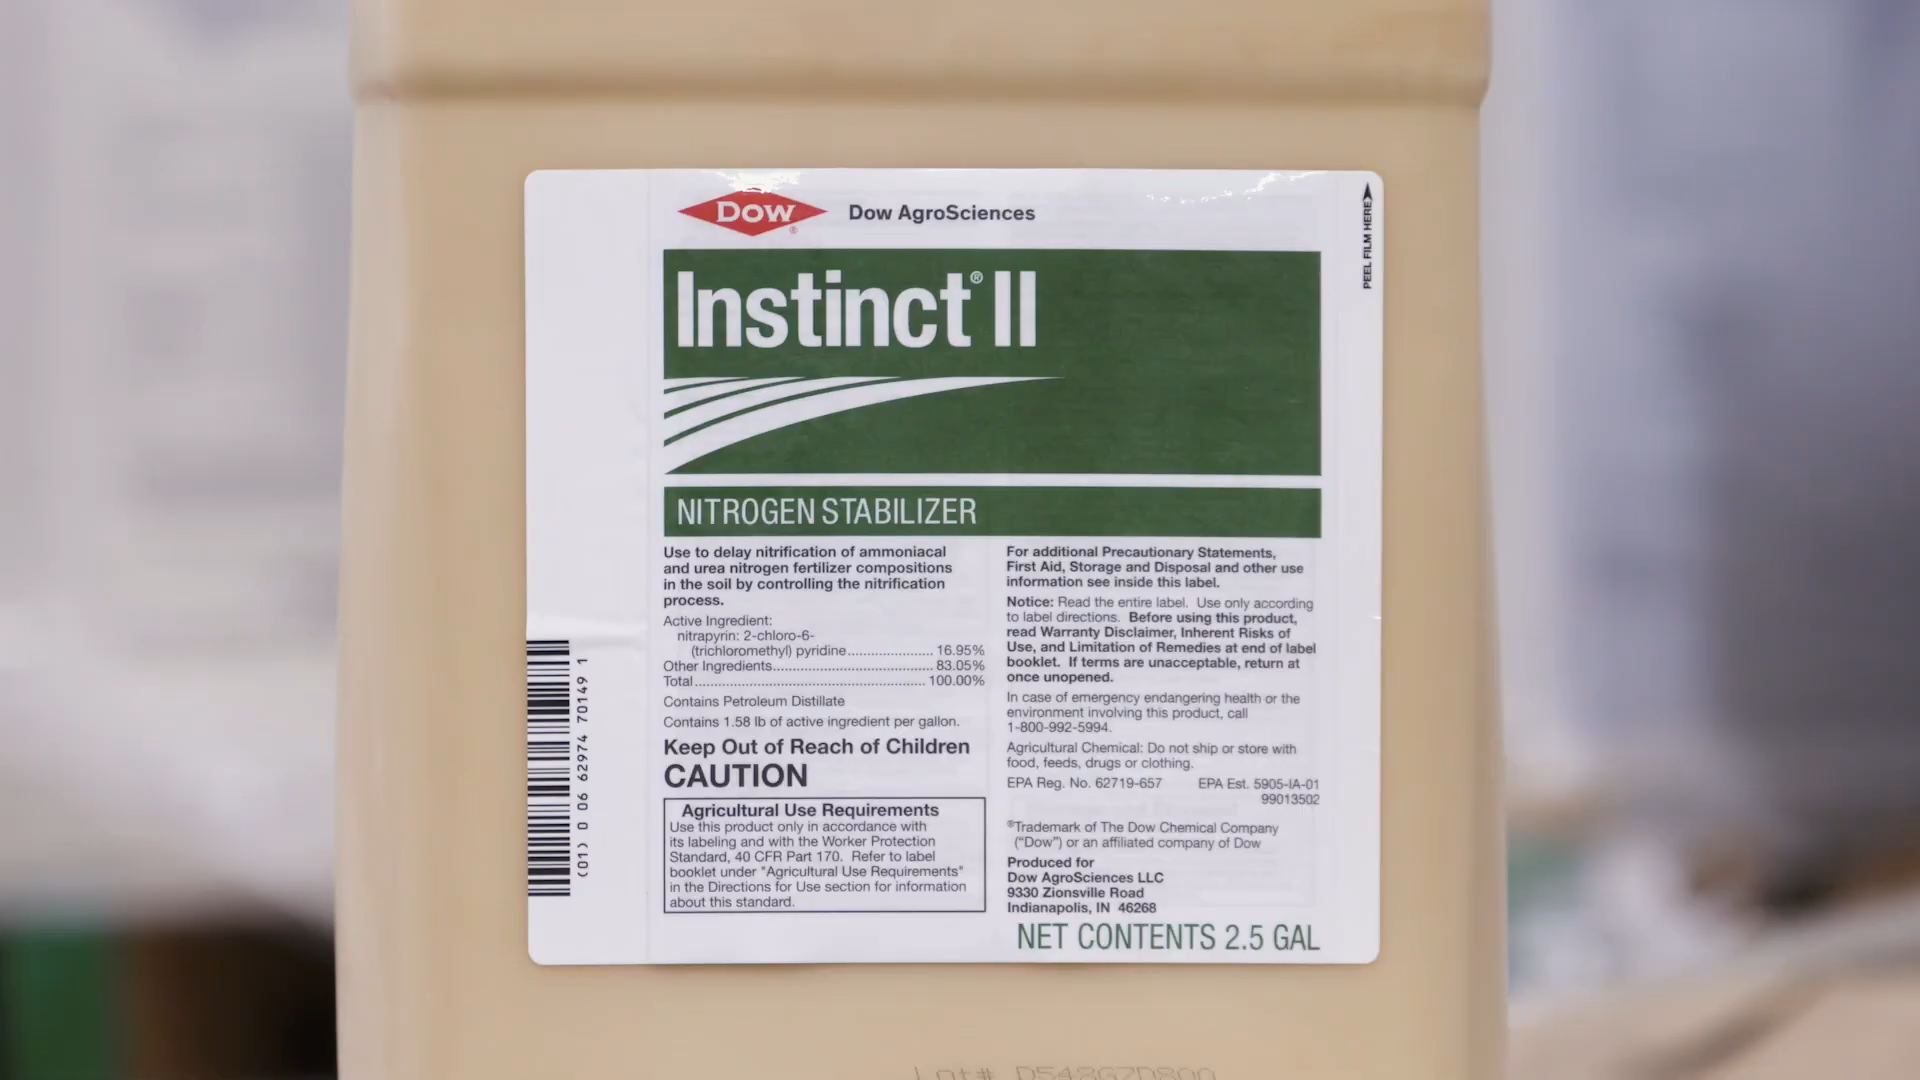 DOW®
Dow AgroSciences
PEEL FILM HERE
Instinct® II
NITROGEN STABILIZER
Use to delay nitrification of ammoniacal
and urea nitrogen fertilizer compositions
in the soil by controlling the nitrification
process.
Active Ingredient:
nitrapyrin: 2-chloro-6-
(trichloromethyl) pyridine..................... 16.95%
Other Ingredients....................................... 83.05%
Total......................................................... 100.00%
Contains Petroleum Distillate
Contains 1.58 lb of active ingredient per gallon.
Keep Out of Reach of Children
CAUTION
Agricultural Use Requirements
Use this product only in accordance with
its labeling and with the Worker Protection
Standard, 40 CFR Part 170. Refer to label
booklet under "Agricultural Use Requirements"
in the Directions for Use section for information
about this standard.
(01) 0 06 62974 70149 1
For additional Precautionary Statements,
First Aid, Storage and Disposal and other use
information see inside this label.
Notice: Read the entire label. Use only according
to label directions. Before using this product,
read Warranty Disclaimer, Inherent Risks of
Use, and Limitation of Remedies at end of label
booklet. If terms are unacceptable, return at
once unopened.
In case of emergency endangering health or the
environment involving this product, call
1-800-992-5994.
Agricultural Chemical: Do not ship or store with
food, feeds, drugs or clothing.
EPA Reg. No. 62719-657 EPA Est. 5905-IA-01
99013502
®Trademark of The Dow Chemical Company
("Dow") or an affiliated company of Dow
Produced for
Dow AgroSciences LLC
9330 Zionsville Road
Indianapolis, IN 46268
NET CONTENTS 2.5 GAL
Lot#